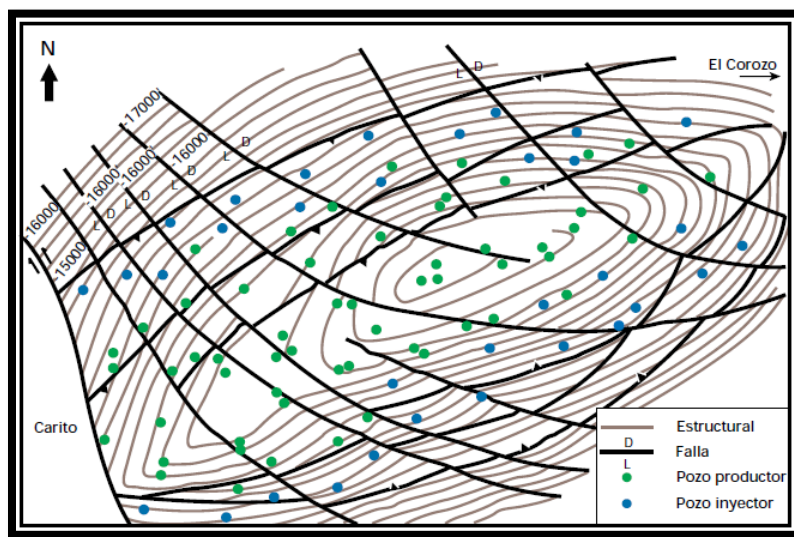 N
El Corozo
L D
-17000
D
L
-16000
D
L
-16000
D
L
-16000
D
L
-16000
-15000
Carito
Estructural
D
Falla
L
Pozo productor
Pozo inyector